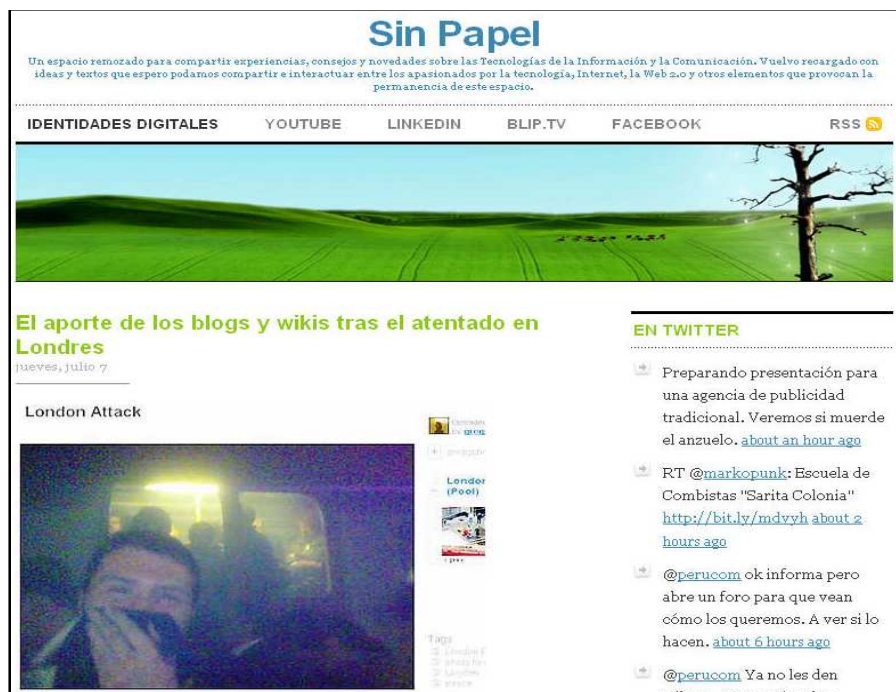 Sin Papel
Un espacio remozado para compartir experiencias, consejos y novedades sobre las Tecnologías de la Información y la Comunicación. Vuelvo recargado con
ideas y textos que espero podamos compartir e interactuar entre los apasionados por la tecnología, Internet, la Web 2.0 y otros elementos que provocan la
permanencia de este espacio.
IDENTIDADES DIGITALES YOUTUBE LINKEDIN BLIP.TV FACEBOOK RSS
El aporte de los blogs y wikis tras el atentado en
Londres
jueves, julio 7
London Attack
London
(Pool)
Tags
EN TWITTER
Preparando presentación para
una agencia de publicidad
tradicional. Veremos si muerde
el anzuelo. about an hour ago
RT @markopunk: Escuela de
Combistas "Sarita Colonia"
http://bit.ly/mdvyh about 2
hours ago
@perucom ok informa pero
abre un foro para que vean
cómo los queremos. A ver si lo
hacen. about 6 hours ago
@perucom Ya no les den